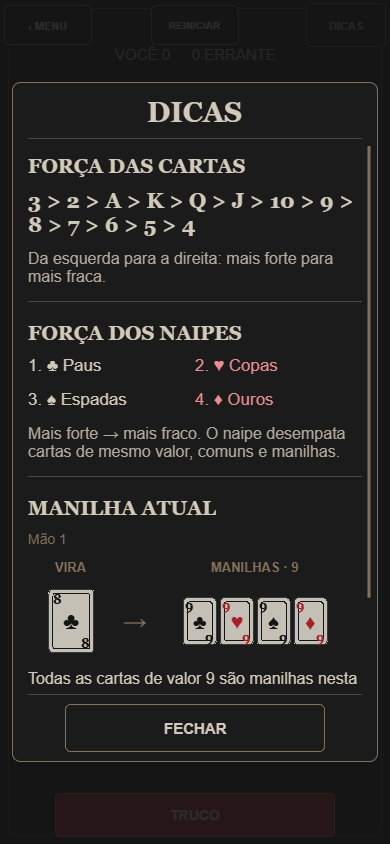 ‹ MENU
REINICIAR
DICAS
VOCÊ 0 · 0 ERRANTE
DICAS
FORÇA DAS CARTAS
3 > 2 > A > K > Q > J > 10 > 9 >
8 > 7 > 6 > 5 > 4
Da esquerda para a direita: mais forte para
mais fraca.
FORÇA DOS NAIPES
1. ♣ Paus
2. ♥ Copas
3. ♠ Espadas
4. ♦ Ouros
Mais forte → mais fraco. O naipe desempata
cartas de mesmo valor, comuns e manilhas.
MANILHA ATUAL
Mão 1
VIRA
MANILHAS · 9
8 ♣ 8
→
9 ♣ 9
9 ♥ 9
9 ♠ 9
9 ♦ 9
Todas as cartas de valor 9 são manilhas nesta
FECHAR
TRUCO